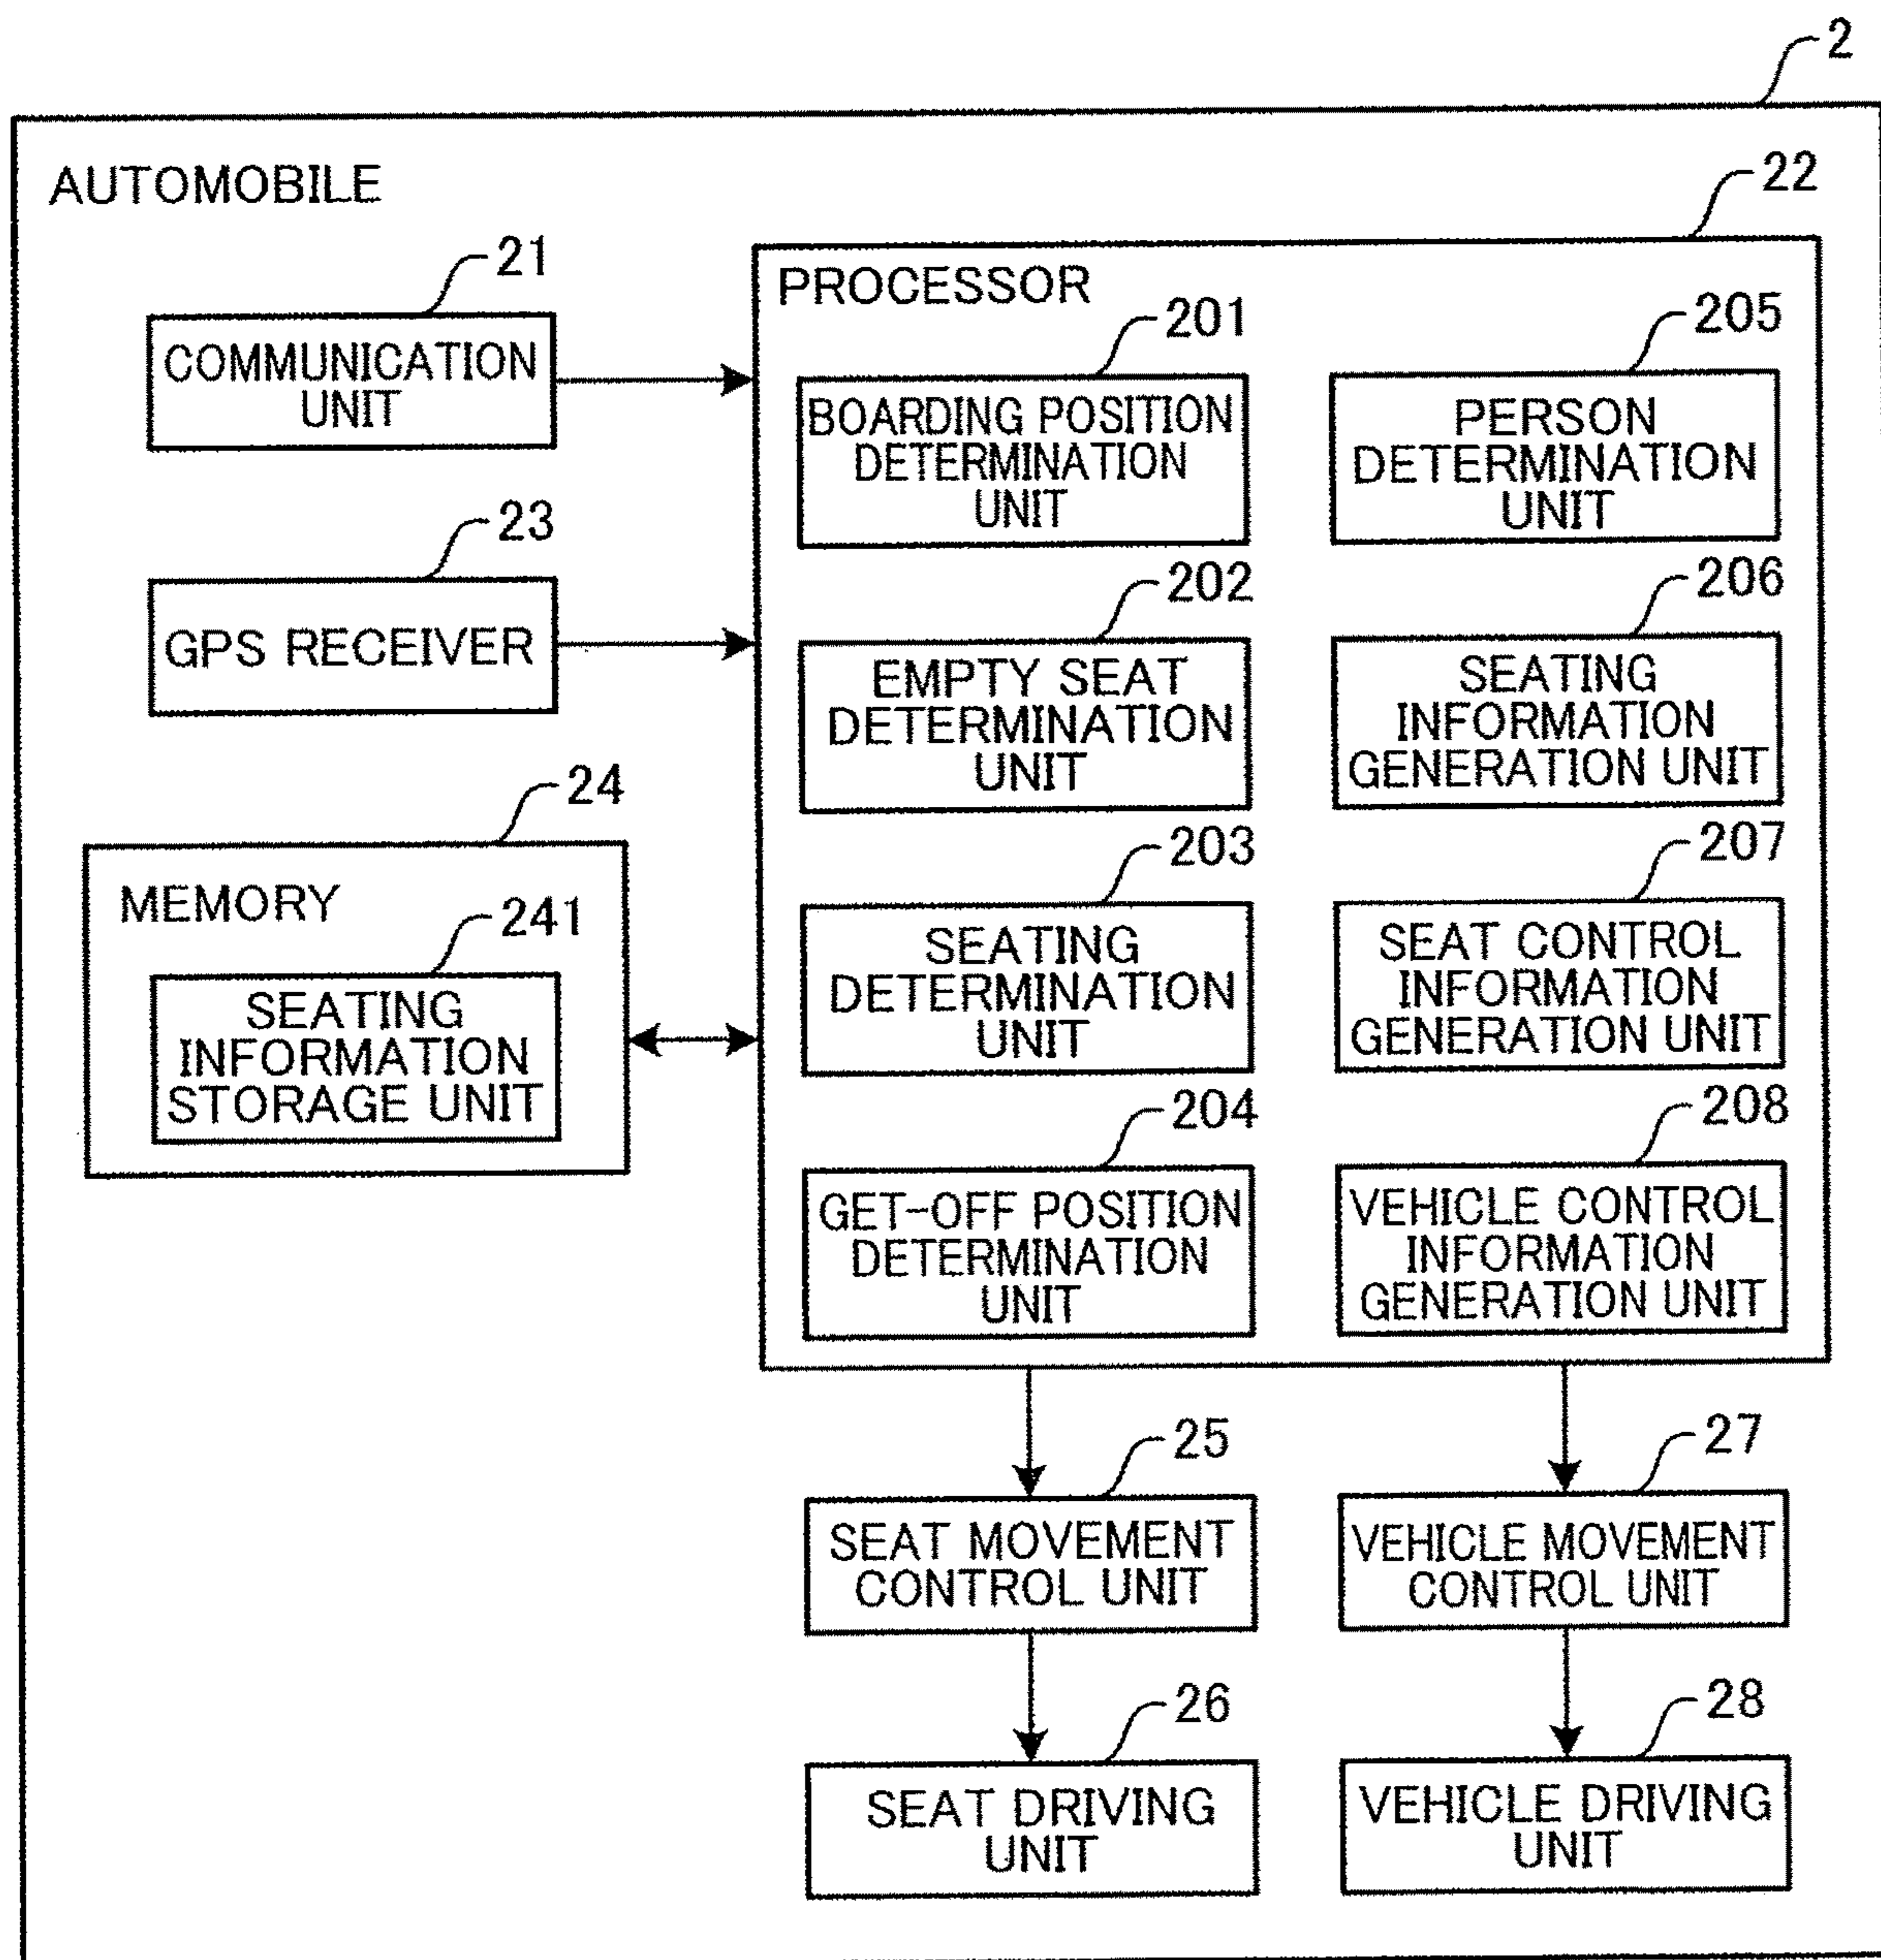 2
AUTOMOBILE
22
21
COMMUNICATION
UNIT
23
GPS RECEIVER
24
MEMORY
241
SEATING
INFORMATION
STORAGE UNIT
PROCESSOR
201
BOARDING POSITION
DETERMINATION
UNIT
205
PERSON
DETERMINATION
UNIT
202
EMPTY SEAT
DETERMINATION
UNIT
206
SEATING
INFORMATION
GENERATION UNIT
203
SEATING
DETERMINATION
UNIT
207
SEAT CONTROL
INFORMATION
GENERATION UNIT
204
GET-OFF POSITION
DETERMINATION
UNIT
208
VEHICLE CONTROL
INFORMATION
GENERATION UNIT
25
SEAT MOVEMENT
CONTROL UNIT
27
VEHICLE MOVEMENT
CONTROL UNIT
26
SEAT DRIVING
UNIT
28
VEHICLE DRIVING
UNIT